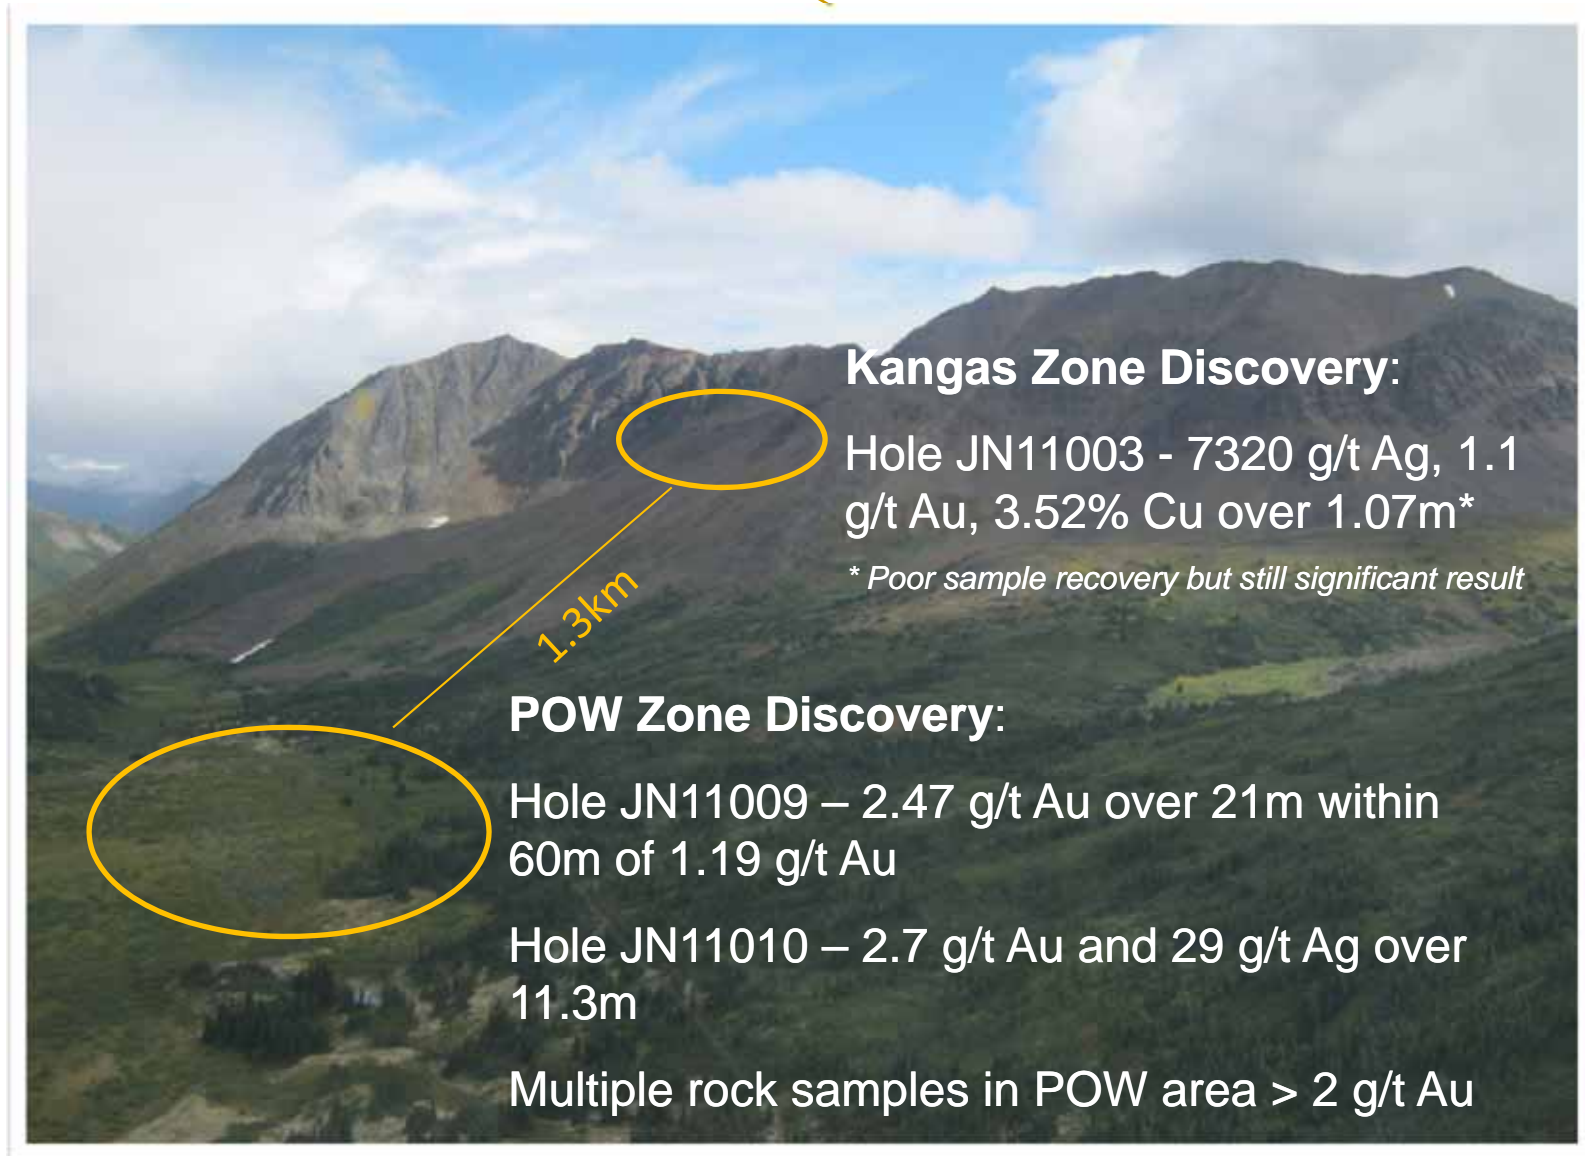 Kangas Zone Discovery:
Hole JN11003 - 7320 g/t Ag, 1.1
g/t Au, 3.52% Cu over 1.07m*
* Poor sample recovery but still significant result
1.3km
POW Zone Discovery:
Hole JN11009 – 2.47 g/t Au over 21m within
60m of 1.19 g/t Au
Hole JN11010 – 2.7 g/t Au and 29 g/t Ag over
11.3m
Multiple rock samples in POW area > 2 g/t Au